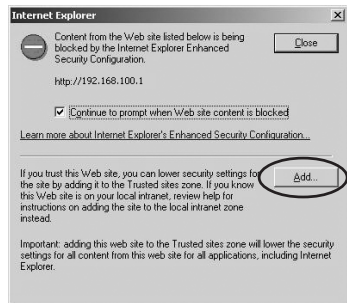 Internet Explorer
Content from the Web site listed below is being
blocked by the Internet Explorer Enhanced
Security Configuration.
Close
http://192.168.100.1
Continue to prompt when Web site content is blocked
Learn more about Internet Explorer's Enhanced Security Configuration...
If you trust this Web site, you can lower security settings for
the site by adding it to the Trusted sites zone. If you know
this Web site is on your local intranet, review help for
instructions on adding the site to the local intranet zone
instead.
Add...
Important: adding this web site to the Trusted sites zone will lower the security
settings for all content from this web site for all applications, including Internet
Explorer.